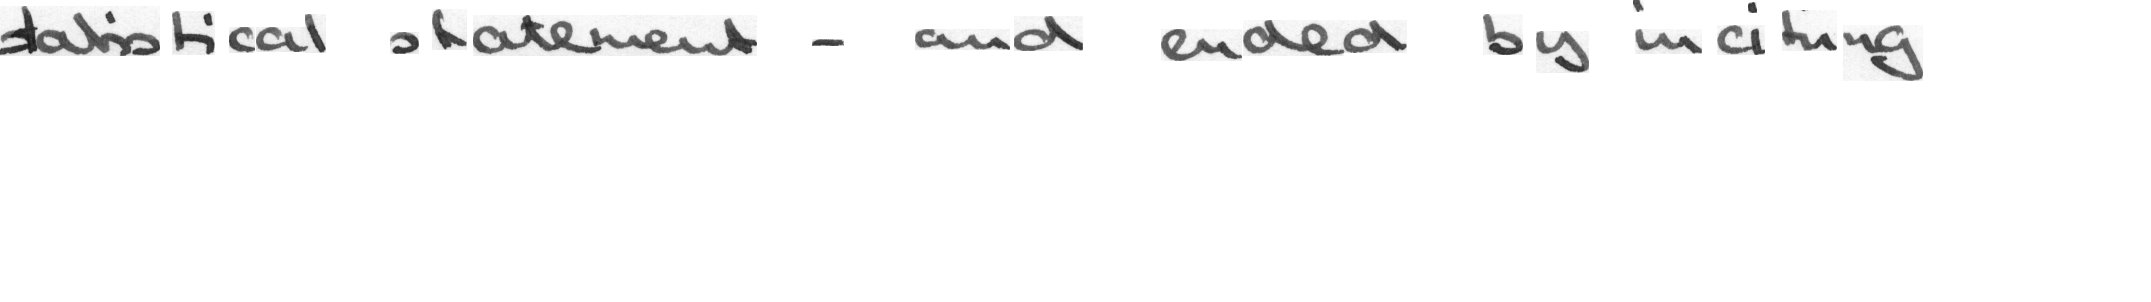 statistical statement - and ended by inciting